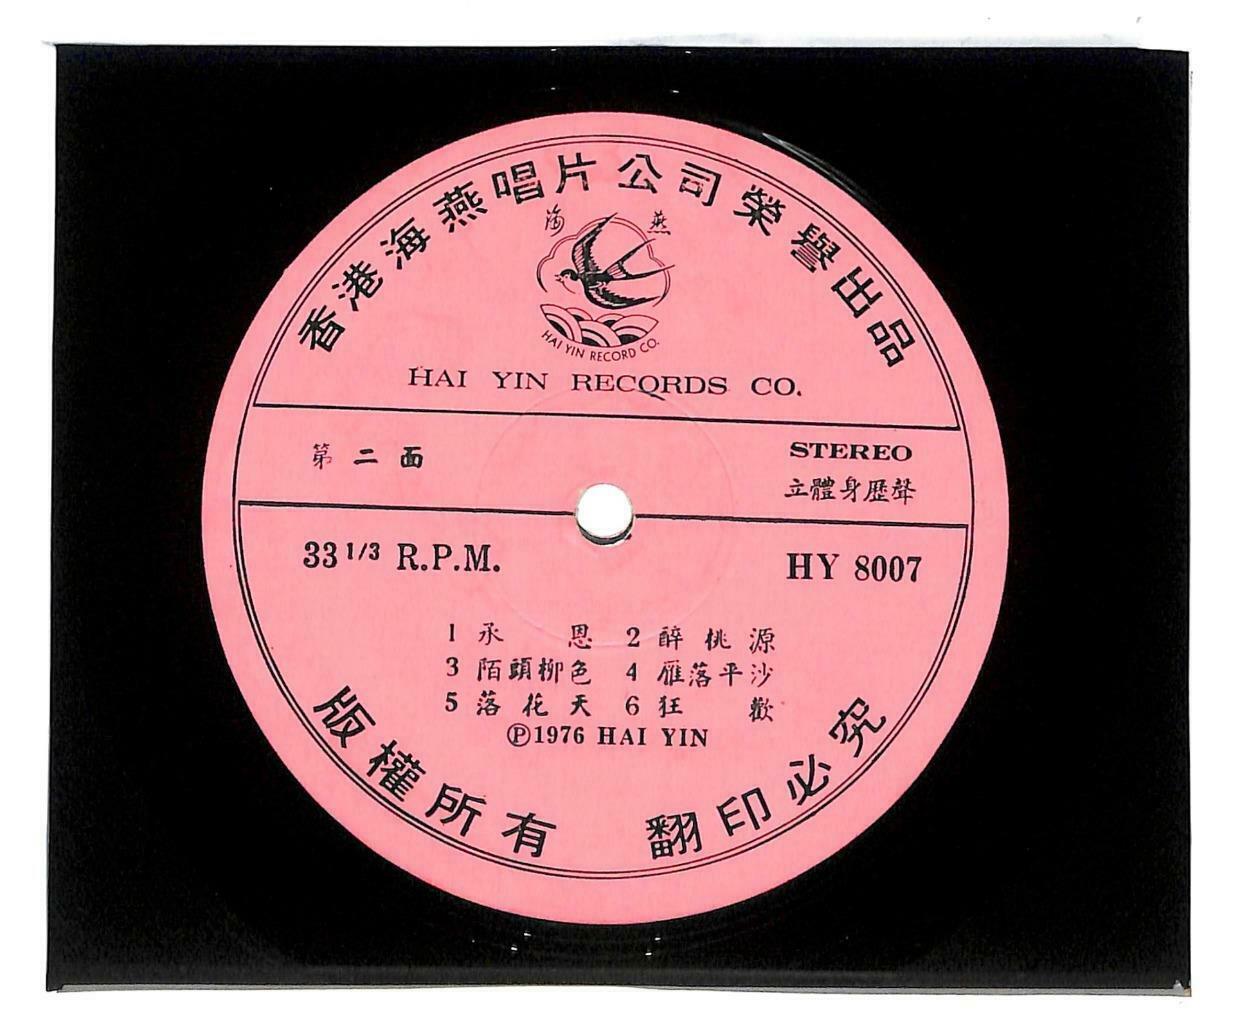 香港海燕唱片公司榮譽出品
海 燕
HAI YIN RECORD CO.
HAI YIN RECORDS CO.
第二面
STEREO
立體身歷聲
33 1/3 R.P.M.
HY 8007
1 承恩 2 醉桃源
3 陌頭柳色 4 雁落平沙
5 落花天 6 狂歡
Ⓟ1976 HAI YIN
版權所有 翻印必究